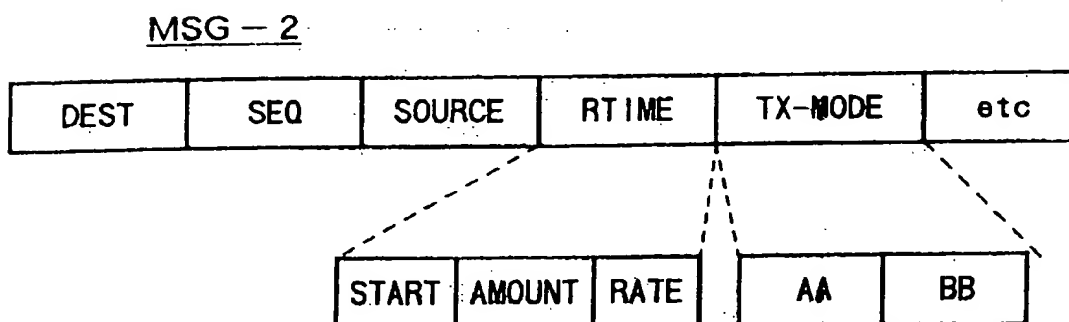 MSG – 2
DEST SEQ SOURCE RTIME TX-MODE etc
START AMOUNT RATE AA BB